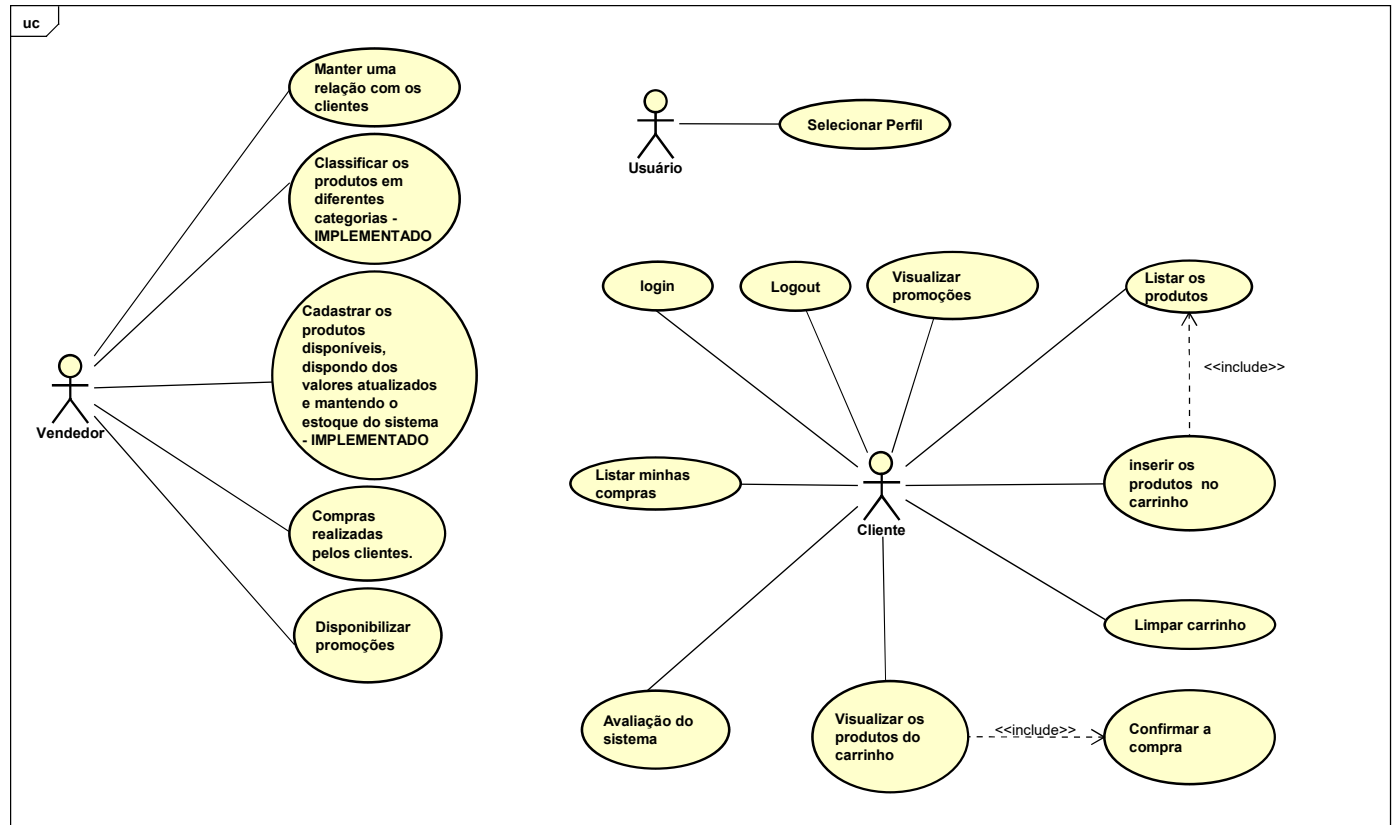 uc
Manter uma
relação com os
clientes
Classificar os
produtos em
diferentes
categorias -
IMPLEMENTADO
Cadastrar os
produtos
disponíveis,
dispondo dos
valores atualizados
e mantendo o
estoque do sistema
- IMPLEMENTADO
Vendedor
Compras
realizadas
pelos clientes.
Disponibilizar
promoções
Selecionar Perfil
Usuário
login
Logout
Visualizar
promoções
Listar os
produtos
<<include>>
Listar minhas
compras
inserir os
produtos no
carrinho
Cliente
Limpar carrinho
Avaliação do
sistema
Visualizar os
produtos do
carrinho
<<include>>
Confirmar a
compra